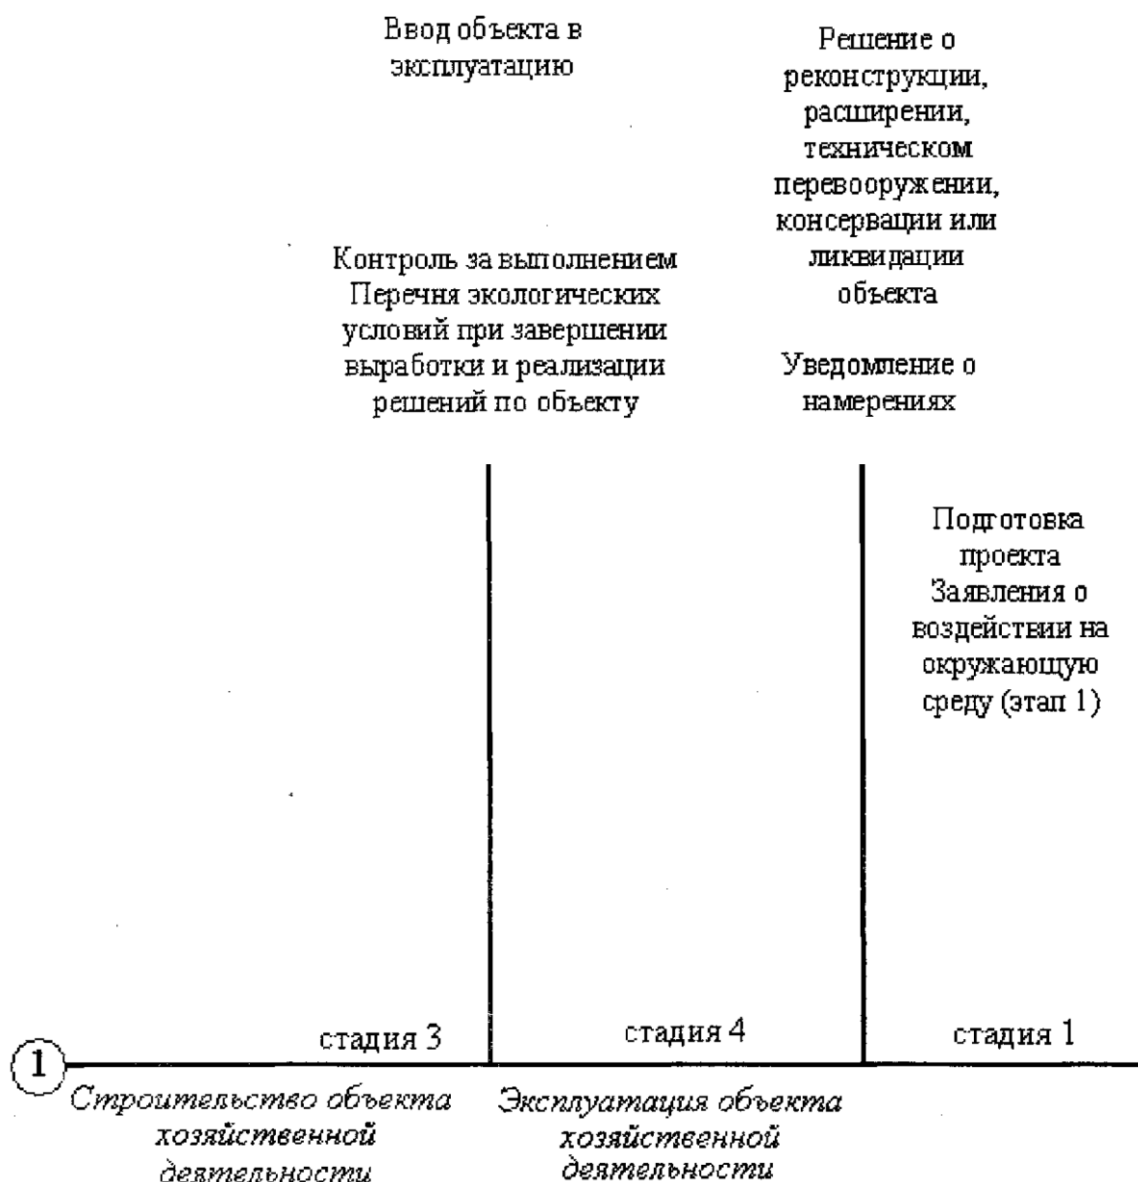 Ввод объекта в
эксплуатацию
Решение о
реконструкции,
расширении,
техническом
перевооружении,
консервации или
ликвидации
объекта
Контроль за выполнением
Перечня экологических
условий при завершении
выработки и реализации
решений по объекту
Уведомление о
намерениях
Подготовка
проекта
Заявления о
воздействии на
окружающую
среду (этап 1)
стадия 3
стадия 4
стадия 1
1
Строительство объекта
хозяйственной
деятельности
Эксплуатация объекта
хозяйственной
деятельности